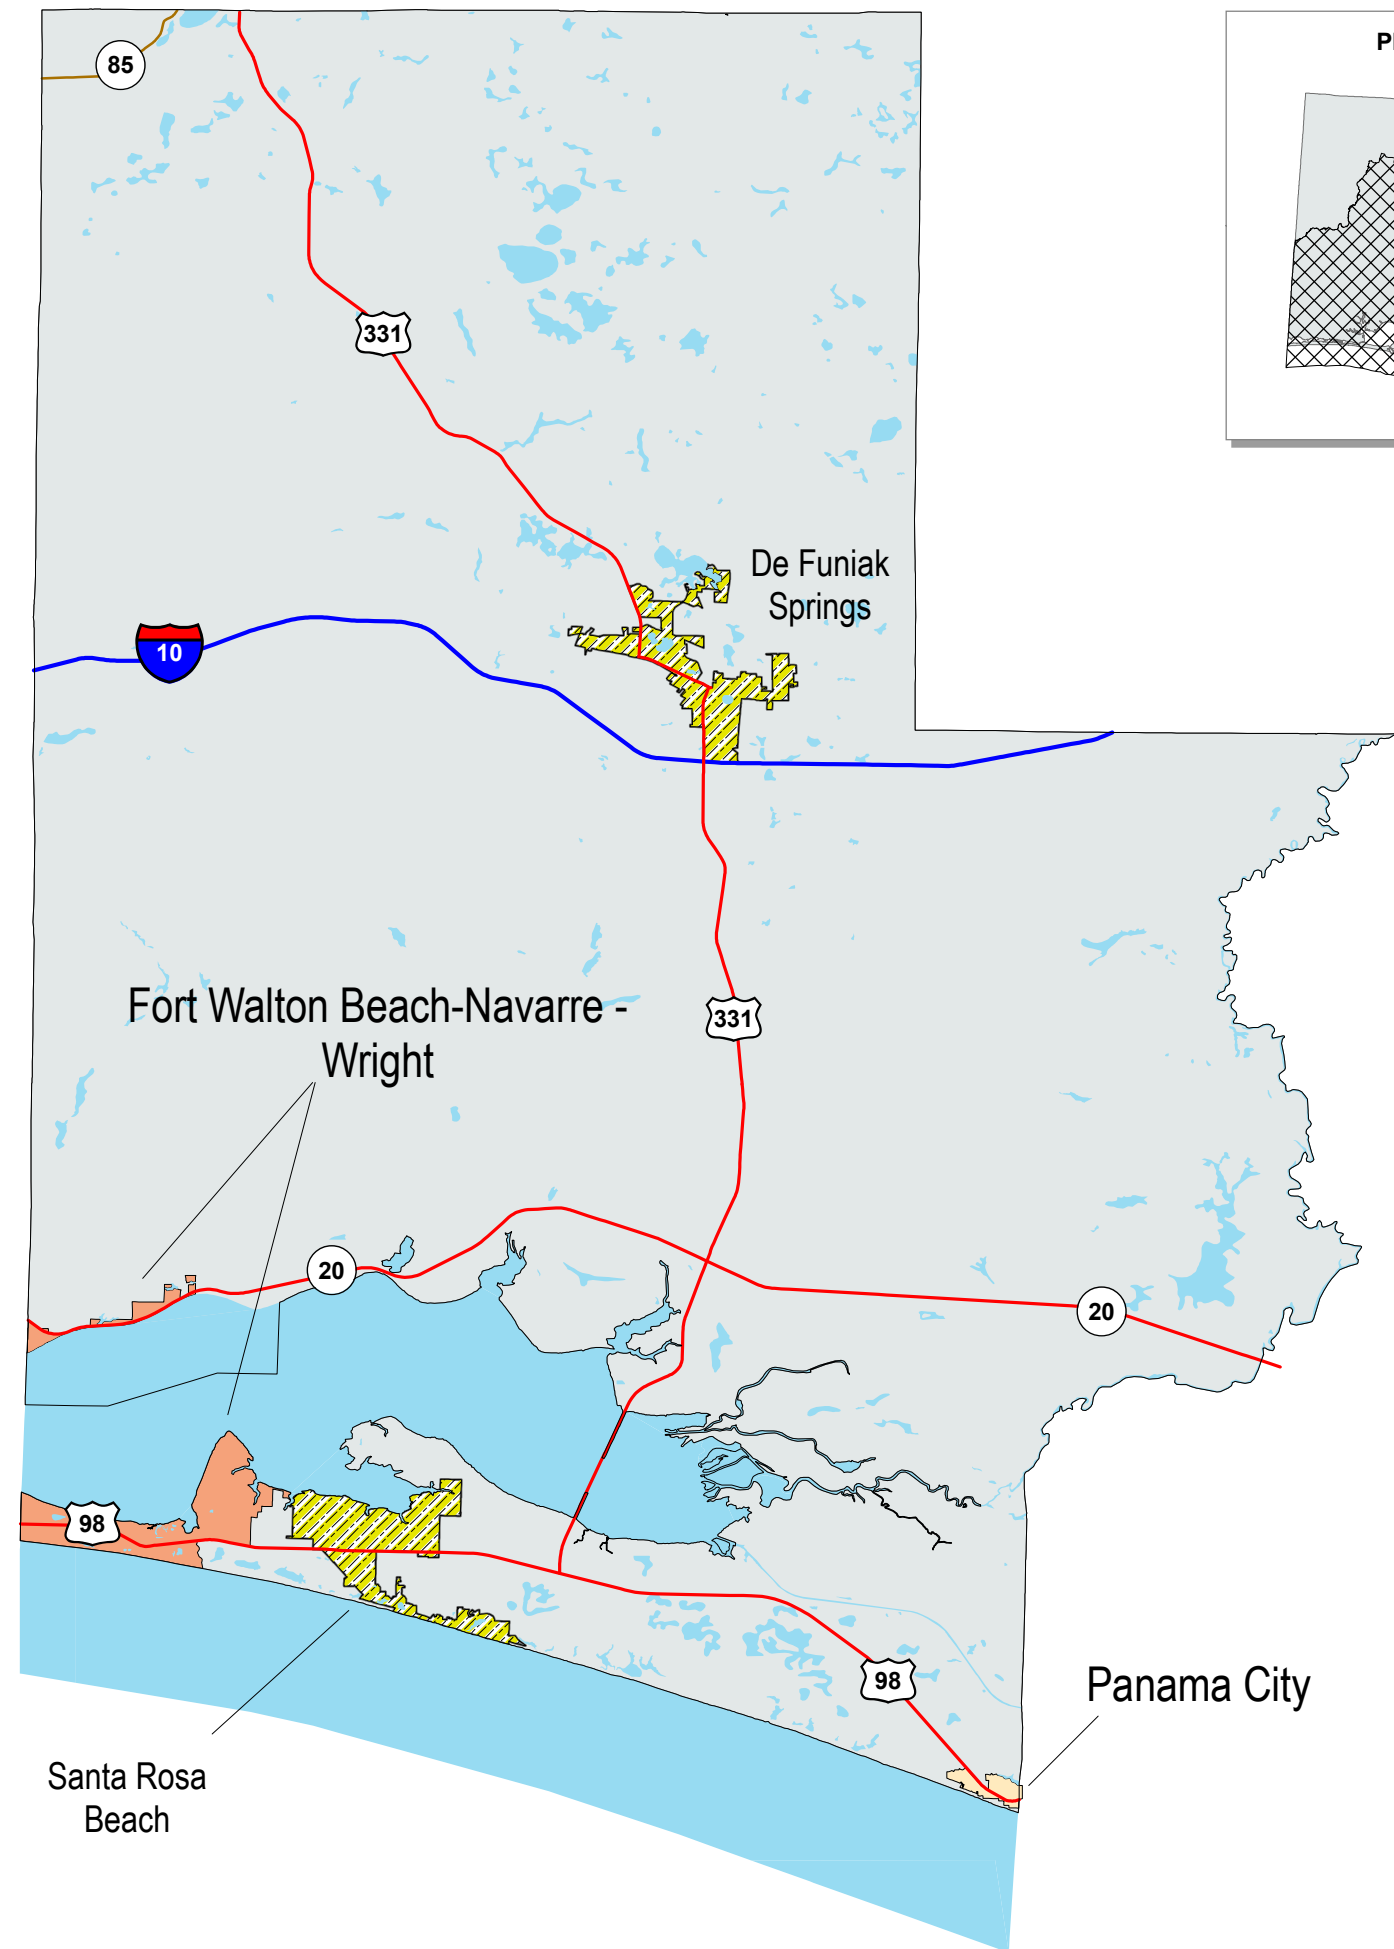 85
331
De Funiak
Springs
10
Fort Walton Beach-Navarre -
Wright
331
20
20
98
98
Panama City
Santa Rosa
Beach